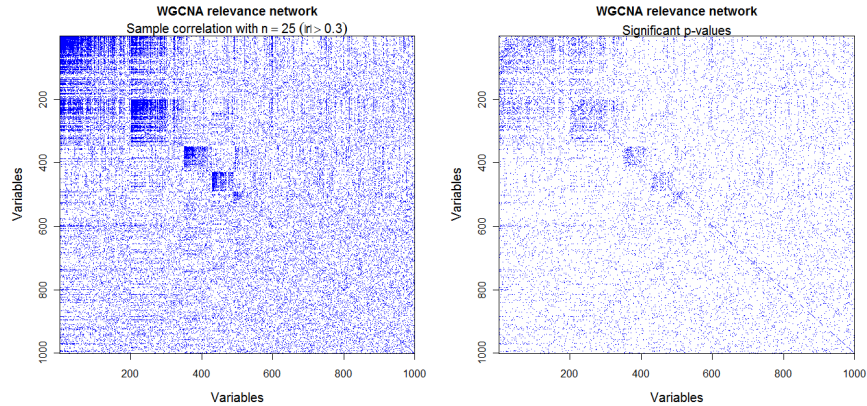 WGCNA relevance network
Sample correlation with n = 25 (|r| > 0.3)
Variables
200
400
600
800
1000
200 400 600 800 1000
Variables
WGCNA relevance network
Significant p-values
Variables
200
400
600
800
1000
200 400 600 800 1000
Variables